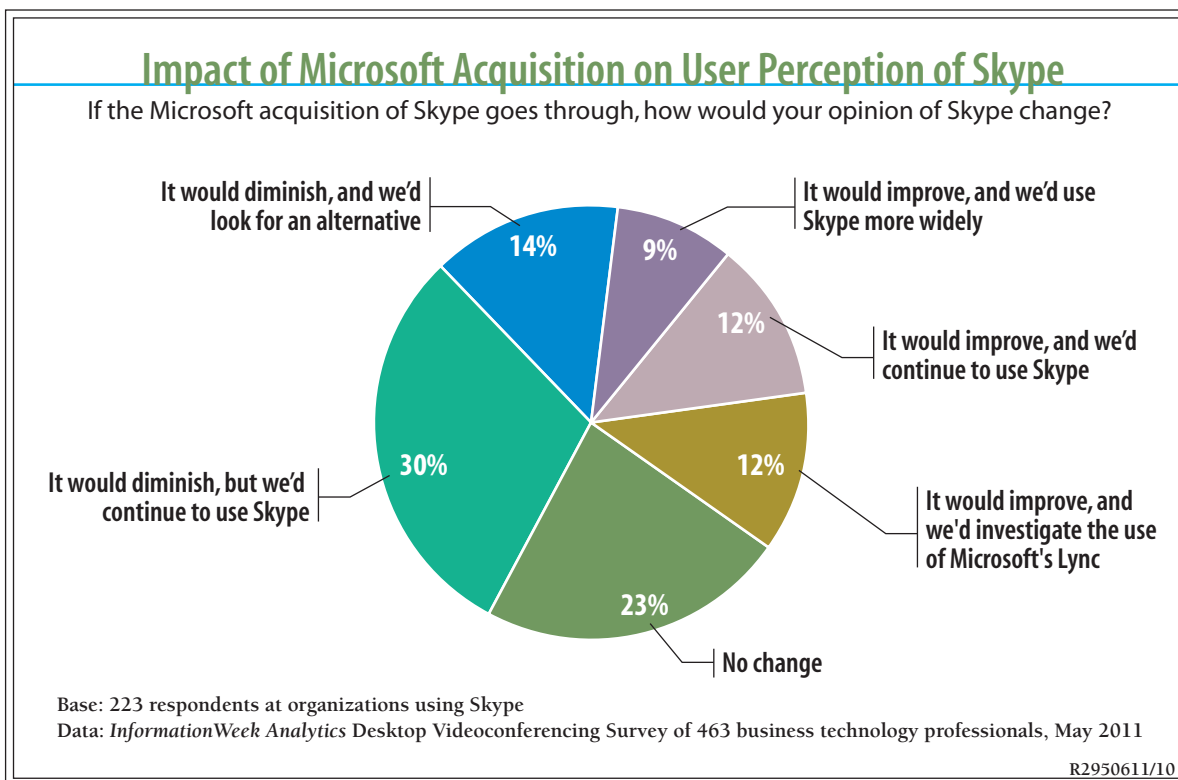 Impact of Microsoft Acquisition on User Perception of Skype
If the Microsoft acquisition of Skype goes through, how would your opinion of Skype change?
It would diminish, and we’d
look for an alternative
14%
It would improve, and we’d use
Skype more widely
9%
12%
It would improve, and we’d
continue to use Skype
12%
It would improve, and
we'd investigate the use
of Microsoft's Lync
30%
It would diminish, but we’d
continue to use Skype
23%
No change
Base: 223 respondents at organizations using Skype
Data: InformationWeek Analytics Desktop Videoconferencing Survey of 463 business technology professionals, May 2011
R2950611/10